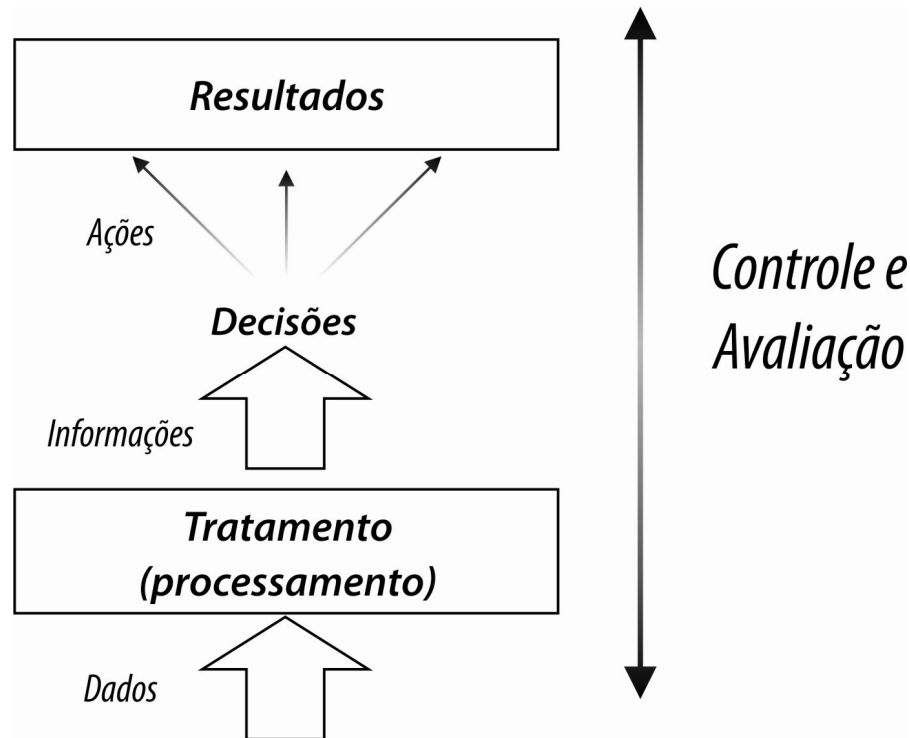 Resultados
Ações
Decisões
Informações
Tratamento
(processamento)
Dados
Controle e
Avaliação